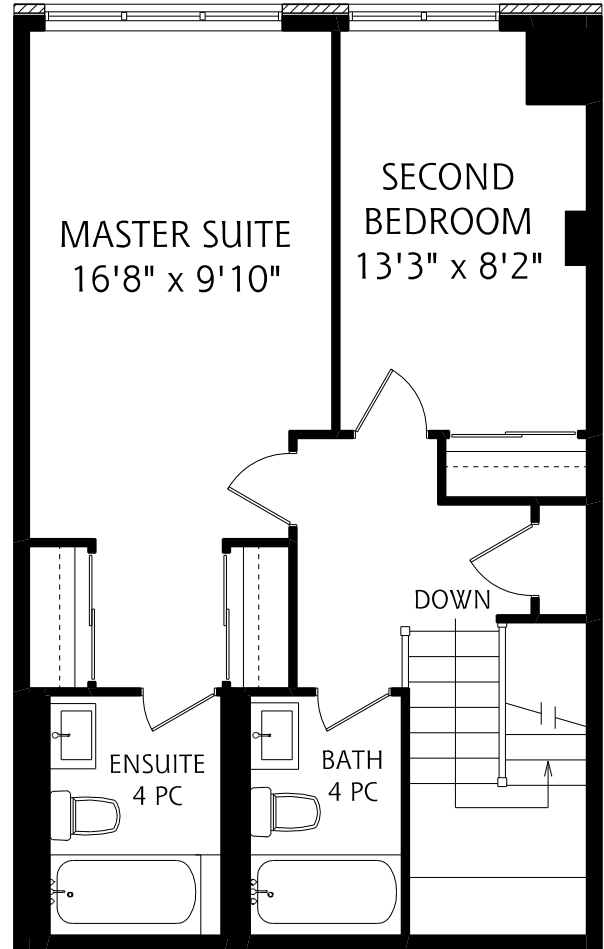 SECOND
BEDROOM
13'3" x 8'2"
MASTER SUITE
16'8" x 9'10"
DOWN
ENSUITE
4 PC
BATH
4 PC